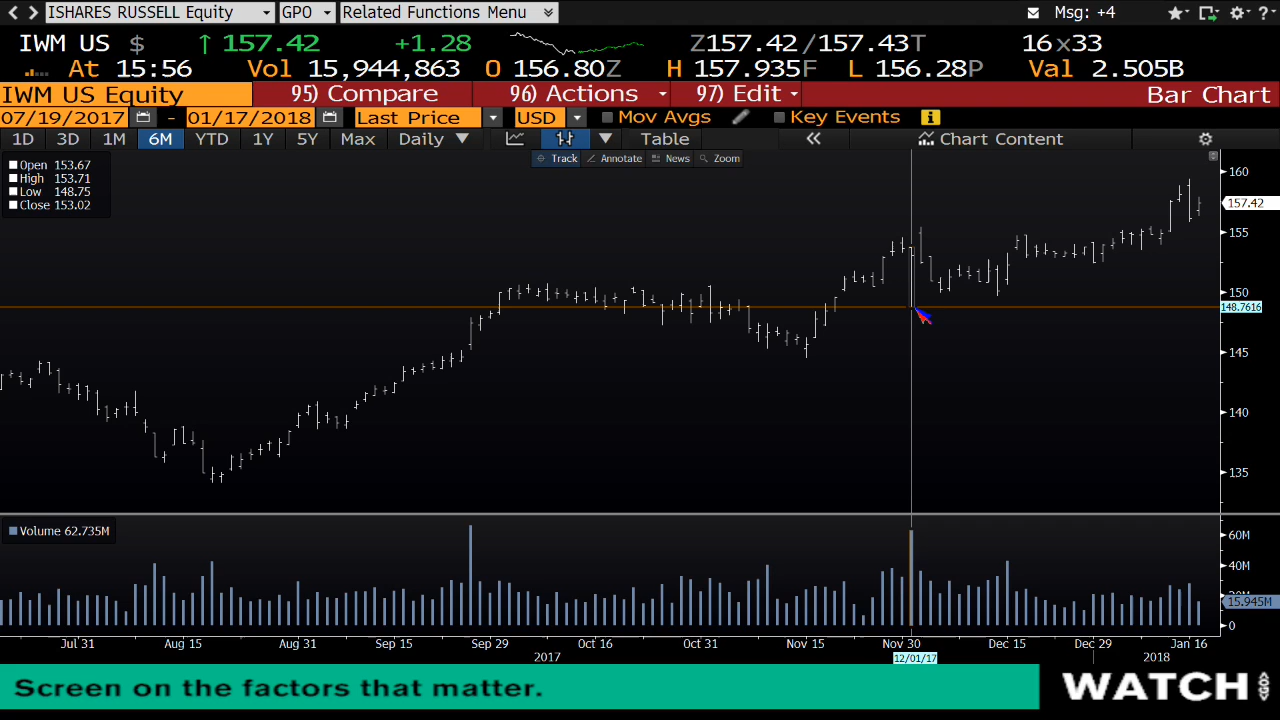 ISHARES RUSSELL Equity GPO Related Functions Menu Msg: +4
IWM US $ ↑ 157.42 +1.28 Z157.42 /157.43T 16 x33
At 15:56 Vol 15,944,863 O 156.80Z H 157.935F L 156.28P Val 2.505B
IWM US Equity 95) Compare 96) Actions 97) Edit Bar Chart
07/19/2017 - 01/17/2018 Last Price USD Mov Avgs Key Events i
1D 3D 1M 6M YTD 1Y 5Y Max Daily ▼ Table « Chart Content
Track Annotate News Zoom
Open 153.67
High 153.71
Low 148.75
Close 153.02
160
157.42
155
150
148.7616
145
140
135
Volume 62.735M
60M
40M
15.945M
0
Jul 31 Aug 15 Aug 31 Sep 15 Sep 29 Oct 16 Oct 31 Nov 15 Nov 30 Dec 15 Dec 29 Jan 16
2017 12/01/17 2018
Screen on the factors that matter.
WATCH